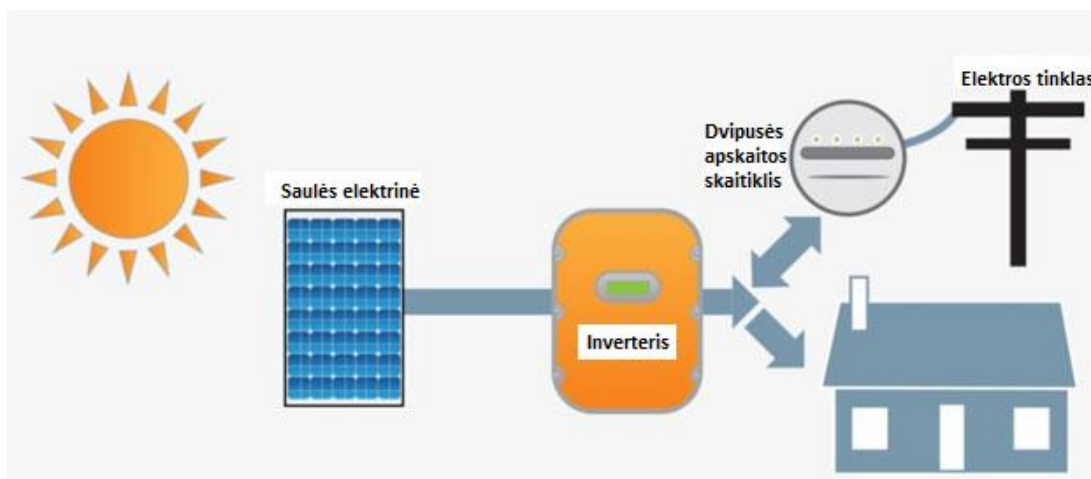 Saulės elektrinė
Inverteris
Dvipusės
apskaitos
skaitiklis
Elektros tinklas